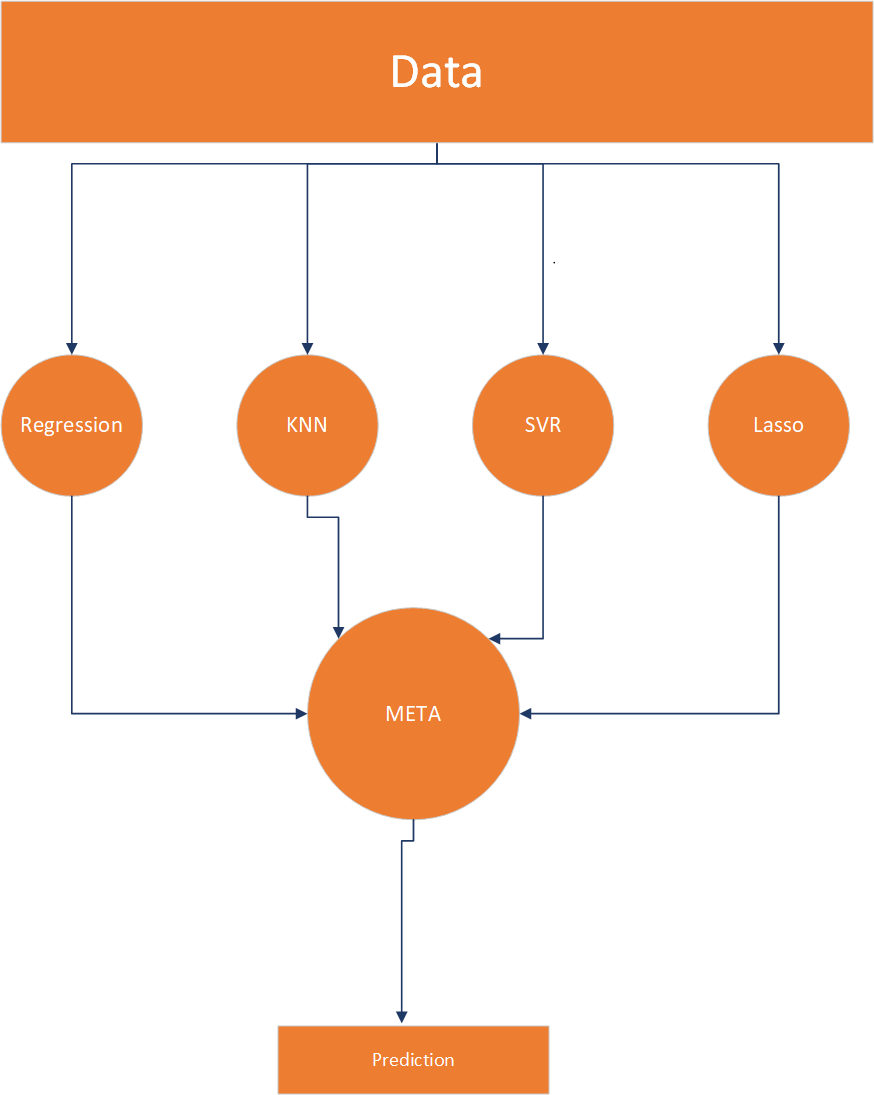 Data
Regression
KNN
SVR
Lasso
META
Prediction